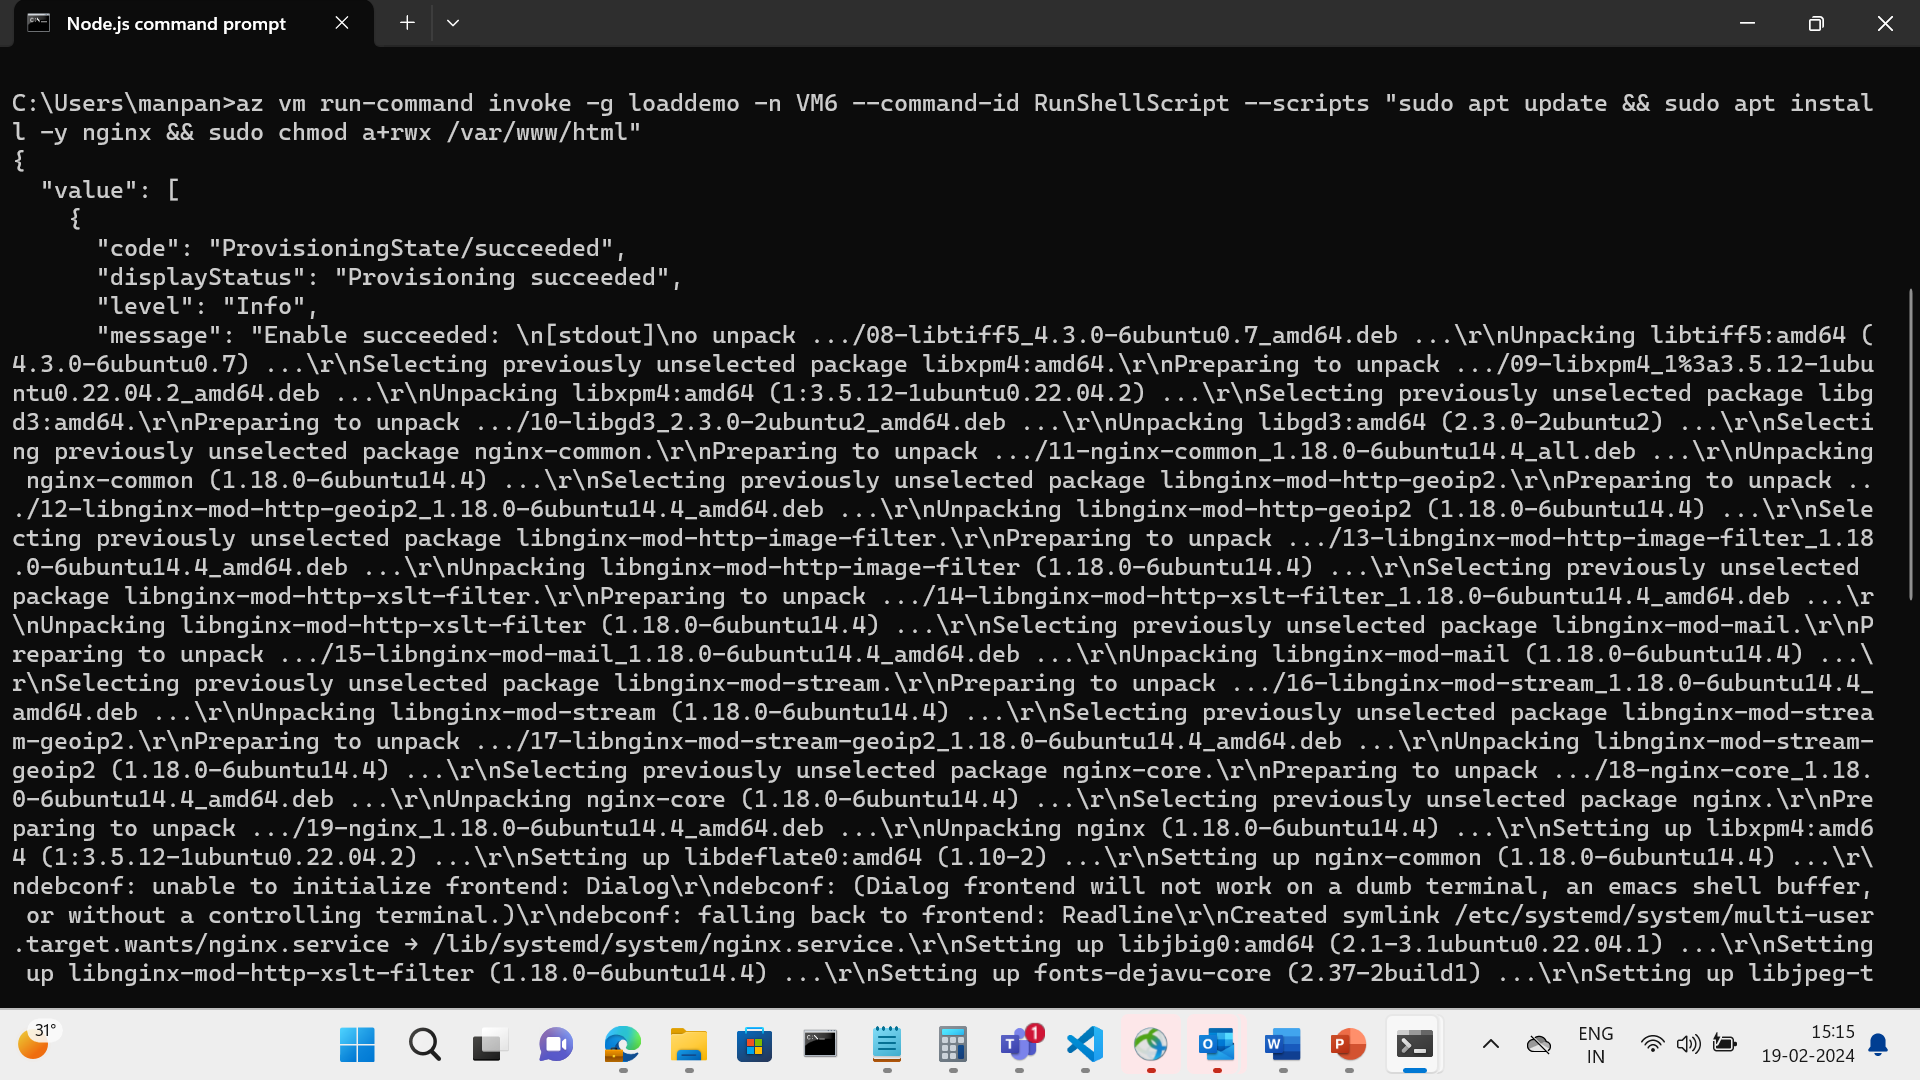 Node.js command prompt
C:\Users\manpan>az vm run-command invoke -g loaddemo -n VM6 --command-id RunShellScript --scripts "sudo apt update && sudo apt instal
l -y nginx && sudo chmod a+rwx /var/www/html"
{
  "value": [
    {
      "code": "ProvisioningState/succeeded",
      "displayStatus": "Provisioning succeeded",
      "level": "Info",
      "message": "Enable succeeded: \n[stdout]\no unpack .../08-libtiff5_4.3.0-6ubuntu0.7_amd64.deb ...\r\nUnpacking libtiff5:amd64 (
4.3.0-6ubuntu0.7) ...\r\nSelecting previously unselected package libxpm4:amd64.\r\nPreparing to unpack .../09-libxpm4_1%3a3.5.12-1ubu
ntu0.22.04.2_amd64.deb ...\r\nUnpacking libxpm4:amd64 (1:3.5.12-1ubuntu0.22.04.2) ...\r\nSelecting previously unselected package libg
d3:amd64.\r\nPreparing to unpack .../10-libgd3_2.3.0-2ubuntu2_amd64.deb ...\r\nUnpacking libgd3:amd64 (2.3.0-2ubuntu2) ...\r\nSelecti
ng previously unselected package nginx-common.\r\nPreparing to unpack .../11-nginx-common_1.18.0-6ubuntu14.4_all.deb ...\r\nUnpacking
 nginx-common (1.18.0-6ubuntu14.4) ...\r\nSelecting previously unselected package libnginx-mod-http-geoip2.\r\nPreparing to unpack ..
./12-libnginx-mod-http-geoip2_1.18.0-6ubuntu14.4_amd64.deb ...\r\nUnpacking libnginx-mod-http-geoip2 (1.18.0-6ubuntu14.4) ...\r\nSele
cting previously unselected package libnginx-mod-http-image-filter.\r\nPreparing to unpack .../13-libnginx-mod-http-image-filter_1.18
.0-6ubuntu14.4_amd64.deb ...\r\nUnpacking libnginx-mod-http-image-filter (1.18.0-6ubuntu14.4) ...\r\nSelecting previously unselected
package libnginx-mod-http-xslt-filter.\r\nPreparing to unpack .../14-libnginx-mod-http-xslt-filter_1.18.0-6ubuntu14.4_amd64.deb ...\r
\nUnpacking libnginx-mod-http-xslt-filter (1.18.0-6ubuntu14.4) ...\r\nSelecting previously unselected package libnginx-mod-mail.\r\nP
reparing to unpack .../15-libnginx-mod-mail_1.18.0-6ubuntu14.4_amd64.deb ...\r\nUnpacking libnginx-mod-mail (1.18.0-6ubuntu14.4) ...\
r\nSelecting previously unselected package libnginx-mod-stream.\r\nPreparing to unpack .../16-libnginx-mod-stream_1.18.0-6ubuntu14.4_
amd64.deb ...\r\nUnpacking libnginx-mod-stream (1.18.0-6ubuntu14.4) ...\r\nSelecting previously unselected package libnginx-mod-strea
m-geoip2.\r\nPreparing to unpack .../17-libnginx-mod-stream-geoip2_1.18.0-6ubuntu14.4_amd64.deb ...\r\nUnpacking libnginx-mod-stream-
geoip2 (1.18.0-6ubuntu14.4) ...\r\nSelecting previously unselected package nginx-core.\r\nPreparing to unpack .../18-nginx-core_1.18.
0-6ubuntu14.4_amd64.deb ...\r\nUnpacking nginx-core (1.18.0-6ubuntu14.4) ...\r\nSelecting previously unselected package nginx.\r\nPre
paring to unpack .../19-nginx_1.18.0-6ubuntu14.4_amd64.deb ...\r\nUnpacking nginx (1.18.0-6ubuntu14.4) ...\r\nSetting up libxpm4:amd6
4 (1:3.5.12-1ubuntu0.22.04.2) ...\r\nSetting up libdeflate0:amd64 (1.10-2) ...\r\nSetting up nginx-common (1.18.0-6ubuntu14.4) ...\r\
ndebconf: unable to initialize frontend: Dialog\r\ndebconf: (Dialog frontend will not work on a dumb terminal, an emacs shell buffer,
 or without a controlling terminal.)\r\ndebconf: falling back to frontend: Readline\r\nCreated symlink /etc/systemd/system/multi-user
.target.wants/nginx.service → /lib/systemd/system/nginx.service.\r\nSetting up libjbig0:amd64 (2.1-3.1ubuntu0.22.04.1) ...\r\nSetting
 up libnginx-mod-http-xslt-filter (1.18.0-6ubuntu14.4) ...\r\nSetting up fonts-dejavu-core (2.37-2build1) ...\r\nSetting up libjpeg-t
31°
1
ENG
IN
15:15
19-02-2024